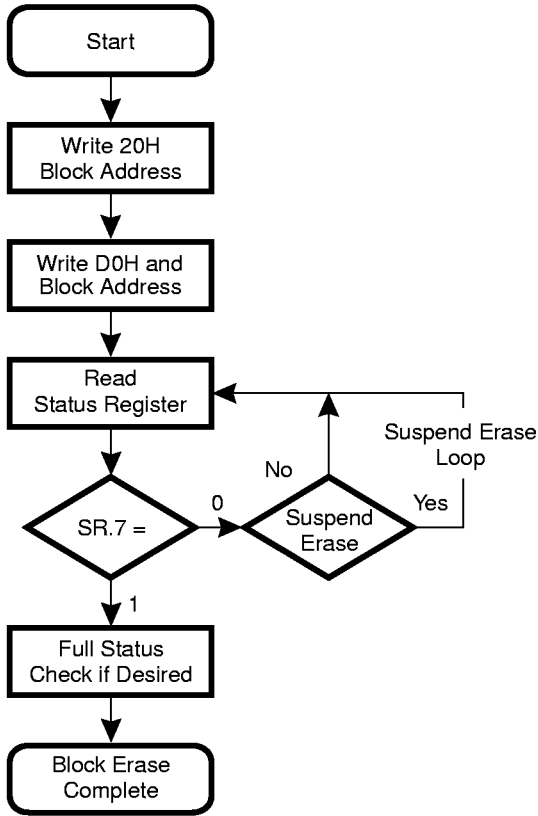 Start
Write 20H
Block Address
Write D0H and
Block Address
Read
Status Register
Suspend Erase
Loop
No
Yes
0
SR.7 =
Suspend
Erase
1
Full Status
Check if Desired
Block Erase
Complete